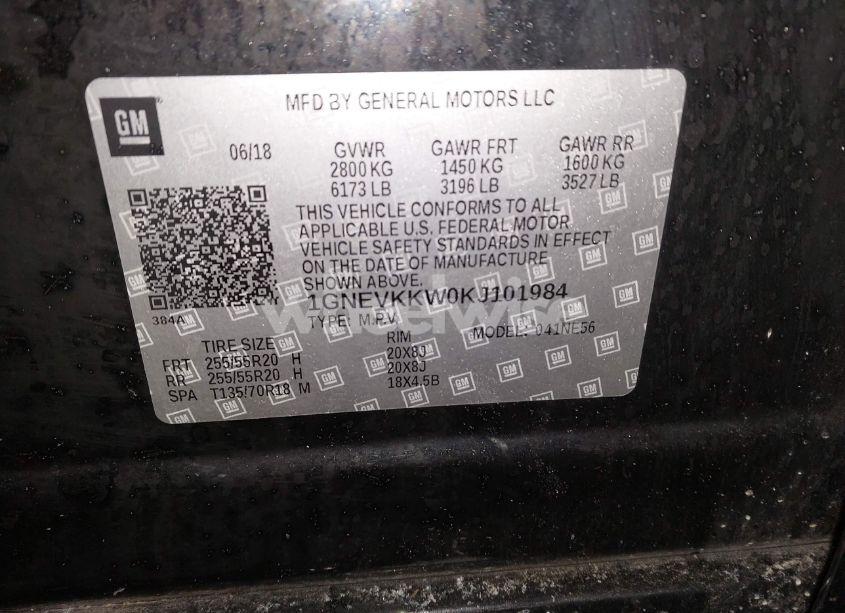 GM
MFD BY GENERAL MOTORS LLC
06/18 GVWR GAWR FRT GAWR RR
2800 KG 1450 KG 1600 KG
6173 LB 3196 LB 3527 LB
THIS VEHICLE CONFORMS TO ALL
APPLICABLE U.S. FEDERAL MOTOR
VEHICLE SAFETY STANDARDS IN EFFECT
ON THE DATE OF MANUFACTURE
SHOWN ABOVE.
1GNEVKKW0KJ101984
384A TYPE: M.P.V. MODEL: 041NE56
TIRE SIZE RIM
FRT 255/55R20 H 20X8J
RR 255/55R20 H 20X8J
SPA T135/70R18 M 18X4.5B